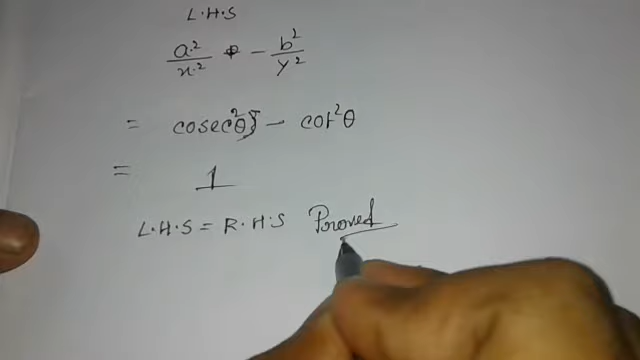 L.H.S
a²/x² - b²/y²
= cosec²θ - cot²θ
= 1
L.H.S = R.H.S Proved